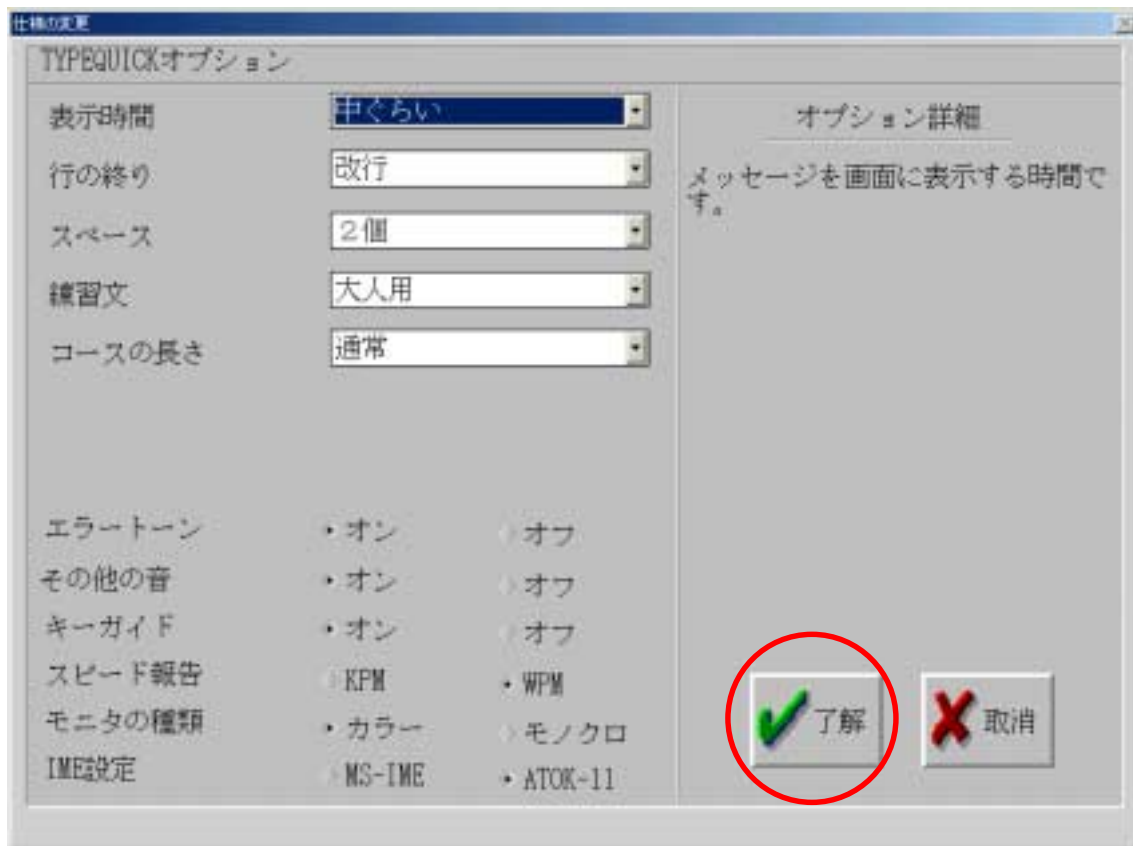 仕様の変更
TYPEQUICKオプション
表示時間 中ぐらい
行の終り 改行
スペース 2個
練習文 大人用
コースの長さ 通常
エラートーン オン オフ
その他の音 オン オフ
キーガイド オン オフ
スピード報告 KPM WPM
モニタの種類 カラー モノクロ
IME設定 MS-IME ATOK-11
オプション詳細
メッセージを画面に表示する時間で
す。
了解 取消